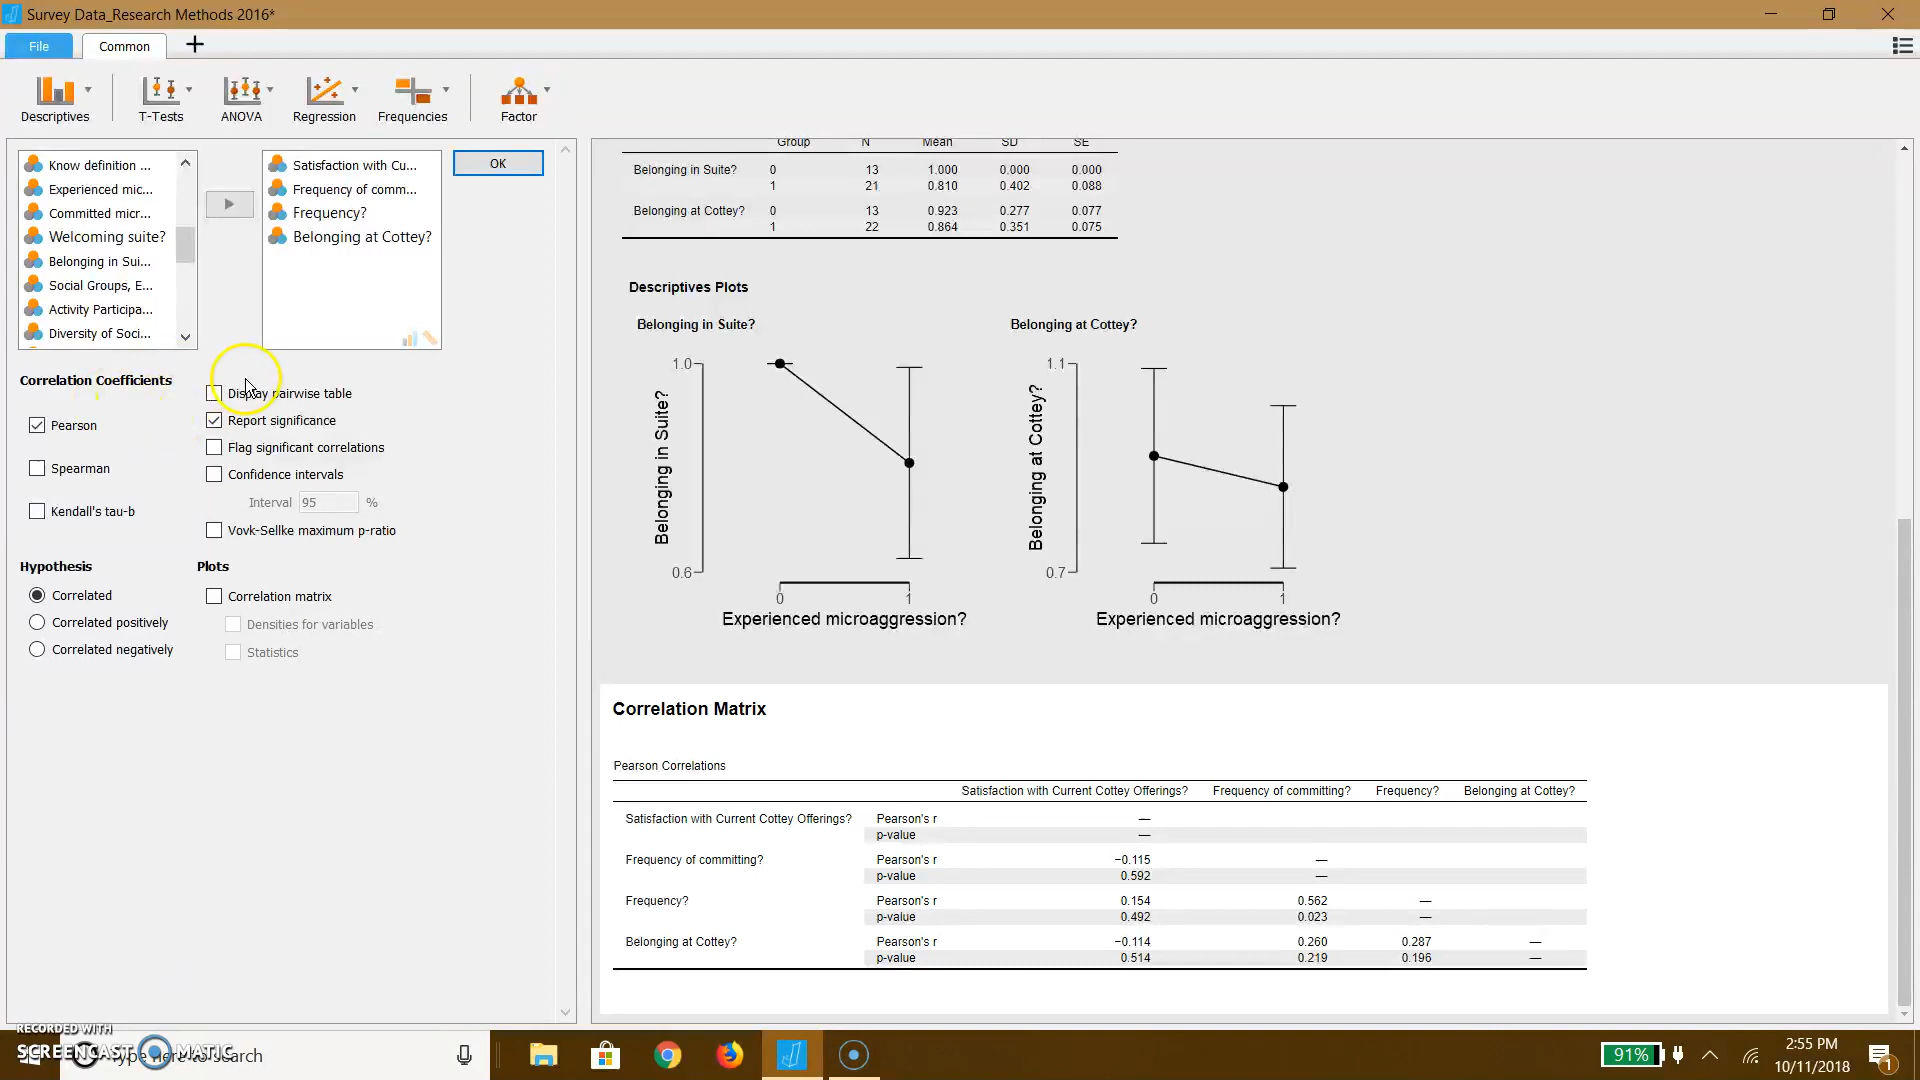 Survey Data_Research Methods 2016*
File
Common
Descriptives
T-Tests
ANOVA
Regression
Frequencies
Factor
Know definition ...
Experienced mic...
Committed micr...
Welcoming suite?
Belonging in Sui...
Social Groups, E...
Activity Participa...
Diversity of Soci...
Satisfaction with Cu...
Frequency of comm...
Frequency?
Belonging at Cottey?
OK
Correlation Coefficients
Pearson
Spearman
Kendall's tau-b
Display pairwise table
Report significance
Flag significant correlations
Confidence intervals
Interval 95 %
Vovk-Sellke maximum p-ratio
Hypothesis
Correlated
Correlated positively
Correlated negatively
Plots
Correlation matrix
Densities for variables
Statistics
Group N Mean SD SE
Belonging in Suite? 0 13 1.000 0.000 0.000
1 21 0.810 0.402 0.088
Belonging at Cottey? 0 13 0.923 0.277 0.077
1 22 0.864 0.351 0.075
Descriptives Plots
Belonging in Suite?
1.0
0.6
Belonging in Suite?
0 1
Experienced microaggression?
Belonging at Cottey?
1.1
0.7
Belonging at Cottey?
0 1
Experienced microaggression?
Correlation Matrix
Pearson Correlations
Satisfaction with Current Cottey Offerings? Frequency of committing? Frequency? Belonging at Cottey?
Satisfaction with Current Cottey Offerings? Pearson's r —
p-value —
Frequency of committing? Pearson's r −0.115 —
p-value 0.592 —
Frequency? Pearson's r 0.154 0.562 —
p-value 0.492 0.023 —
Belonging at Cottey? Pearson's r −0.114 0.260 0.287 —
p-value 0.514 0.219 0.196 —
RECORDED WITH
SCREENCAST MATIC
Type here to search
91%
2:55 PM
10/11/2018
1